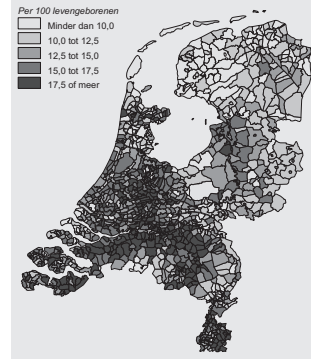 Per 100 levengeborenen
Minder dan 10,0
10,0 tot 12,5
12,5 tot 15,0
15,0 tot 17,5
17,5 of meer